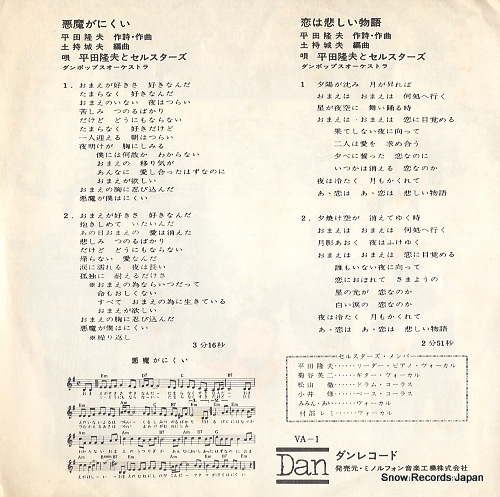 悪魔がにくい
平田隆夫 作詩・作曲
土持城夫 編曲
唄 平田隆夫とセルスターズ
ダンポップスオーケストラ
1. おまえが好きさ 好きなんだ
たまらなく 好きなんだ
おまえのいない 夜はつらい
苦しみ つのるばかり
だけど どうにもならない
たまらなく 好きだけど
一人迎える 朝はつらい
夜明けが 胸にしみる
僕には何故か わからない
おまえの 移り気が
あんなに 愛し合ったはずなのに
おまえが欲しい
おまえの胸に忍び込んだ
悪魔が僕はにくい
2. おまえが好きさ 好きなんだ
抱きしめて いたいんだ
あの日おまえの 愛は消えた
悲しみ つのるばかり
だけど どうにもならない
帰らない 愛なんだ
涙に濡れる 夜は長い
孤独に 耐えるだけさ
※おまえの為ならいつだって
命もおしくない
すべて おまえの為に生きている
おまえが欲しい
おまえの胸に忍び込んだ
悪魔が僕はにくい
※繰り返し
3分16秒
悪魔がにくい
恋は悲しい物語
平田隆夫 作詩・作曲
土持城夫 編曲
唄 平田隆夫とセルスターズ
ダンポップスオーケストラ
1. 夕陽が沈み 月が昇れば
おまえは おまえは 何処へ行く
星が夜空に 舞い踊る時
おまえは・おまえは 恋に目覚める
果てしない夜に向って
二人は愛を 求め合う
夕べに誓った 恋なのに
いつかは消える 恋なのか
夜は冷たく 月もかくれて
あ・恋は あ・恋は 悲しい物語
2. 夕焼け空が 消えてゆく時
おまえは おまえは 何処へ行く
月影あおく 夜はふけゆく
おまえは おまえは 恋に目覚める
誰もいない夜に向って
恋におぼれて さまようの
星の光が 恋なのか
白い涙の 恋なのか
夜は冷たく 月もかくれて
あ・恋は あ・恋は 悲しい物語
2分51秒
セルスターズ・メンバー
平田隆夫……リーダー・ピアノ・ヴォーカル
菊谷英二……ギター・ヴォーカル
松山 徹……ドラム・コーラス
小井 修……ベース・コーラス
みみん・あい……ヴォーカル
村部レミ……ヴォーカル
VA-1
Dan
ダンレコード
発売元・ミノルフォン音楽工業株式会社
Snow Records Japan
www.snowrecords.jp